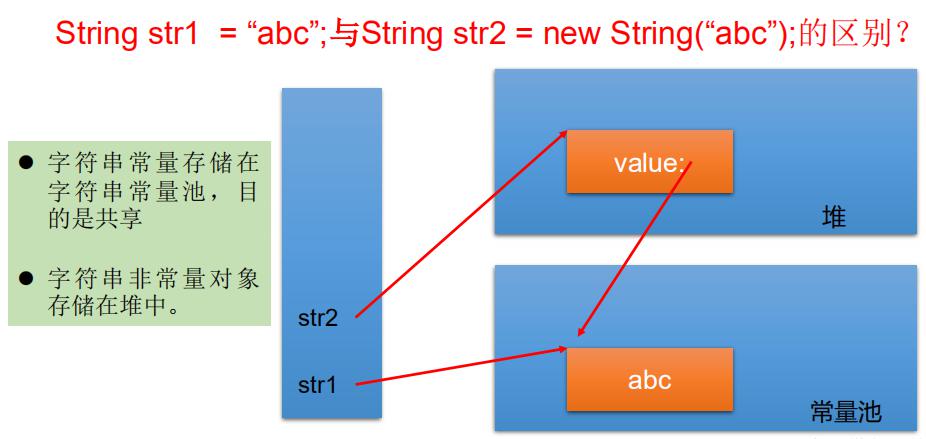 String str1  = “abc”;与String str2 = new String(“abc”);的区别？
● 字符串常量存储在
字符串常量池，目
的是共享
● 字符串非常量对象
存储在堆中。
str2
str1
value:
堆
abc
常量池